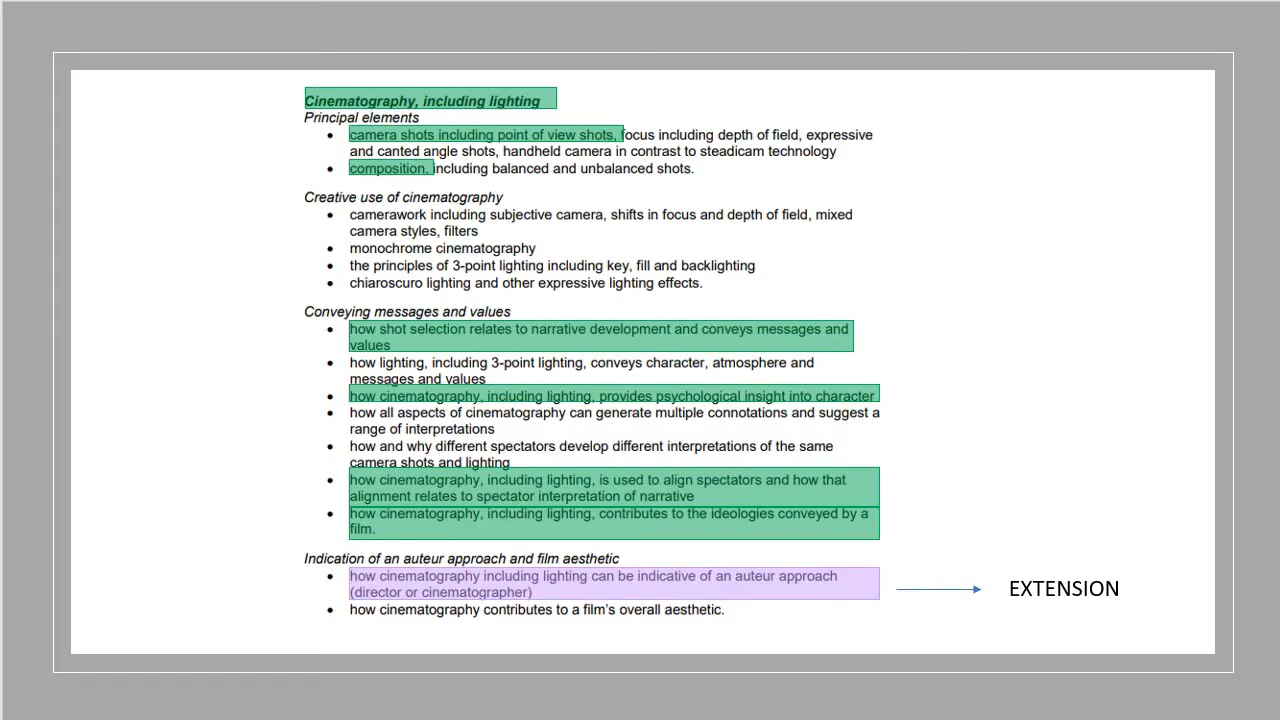 Cinematography, including lighting
Principal elements
• camera shots including point of view shots, focus including depth of field, expressive
and canted angle shots, handheld camera in contrast to steadicam technology
• composition, including balanced and unbalanced shots.
Creative use of cinematography
• camerawork including subjective camera, shifts in focus and depth of field, mixed
camera styles, filters
• monochrome cinematography
• the principles of 3-point lighting including key, fill and backlighting
• chiaroscuro lighting and other expressive lighting effects.
Conveying messages and values
• how shot selection relates to narrative development and conveys messages and
values
• how lighting, including 3-point lighting, conveys character, atmosphere and
messages and values
• how cinematography, including lighting, provides psychological insight into character
• how all aspects of cinematography can generate multiple connotations and suggest a
range of interpretations
• how and why different spectators develop different interpretations of the same
camera shots and lighting
• how cinematography, including lighting, is used to align spectators and how that
alignment relates to spectator interpretation of narrative
• how cinematography, including lighting, contributes to the ideologies conveyed by a
film.
Indication of an auteur approach and film aesthetic
• how cinematography including lighting can be indicative of an auteur approach
(director or cinematographer)
EXTENSION
• how cinematography contributes to a film's overall aesthetic.